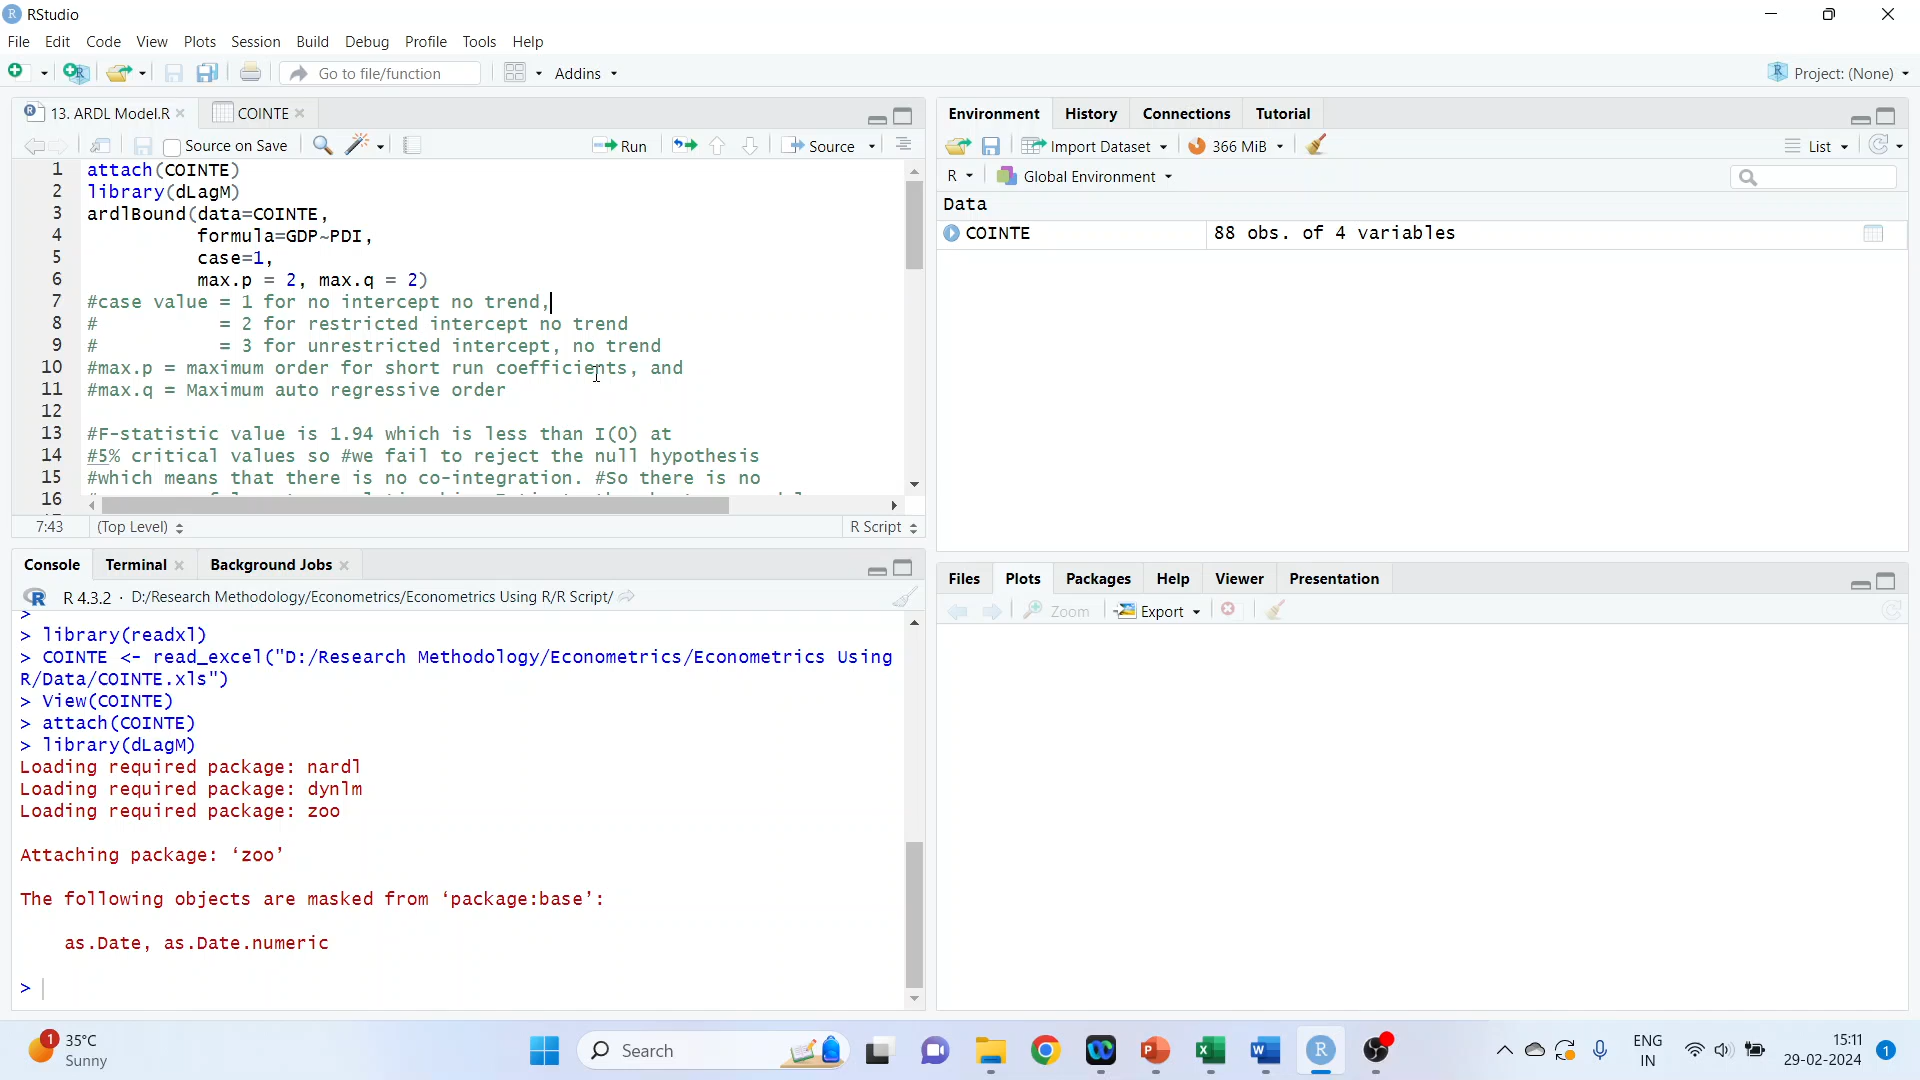 RStudio
File Edit Code View Plots Session Build Debug Profile Tools Help
Go to file/function Addins Project: (None)
13. ARDL Model.R COINTE
Source on Save Run Source
1 attach(COINTE)
2 library(dLagM)
3 ardlBound(data=COINTE,
4 formula=GDP~PDI,
5 case=1,
6 max.p = 2, max.q = 2)
7 #case value = 1 for no intercept no trend,
8 # = 2 for restricted intercept no trend
9 # = 3 for unrestricted intercept, no trend
10 #max.p = maximum order for short run coefficients, and
11 #max.q = Maximum auto regressive order
12
13 #F-statistic value is 1.94 which is less than I(0) at
14 #5% critical values so #we fail to reject the null hypothesis
15 #which means that there is no co-integration. #So there is no
16
7:43 (Top Level) R Script
Console Terminal Background Jobs
R 4.3.2 · D:/Research Methodology/Econometrics/Econometrics Using R/R Script/
>
> library(readxl)
> COINTE <- read_excel("D:/Research Methodology/Econometrics/Econometrics Using
R/Data/COINTE.xls")
> View(COINTE)
> attach(COINTE)
> library(dLagM)
Loading required package: nardl
Loading required package: dynlm
Loading required package: zoo
Attaching package: ‘zoo’
The following objects are masked from ‘package:base’:
as.Date, as.Date.numeric
>
Environment History Connections Tutorial
Import Dataset 366 MiB List
R Global Environment
Data
COINTE 88 obs. of 4 variables
Files Plots Packages Help Viewer Presentation
Zoom Export
1 35°C
Sunny
Search
ENG
IN
15:11
29-02-2024
1